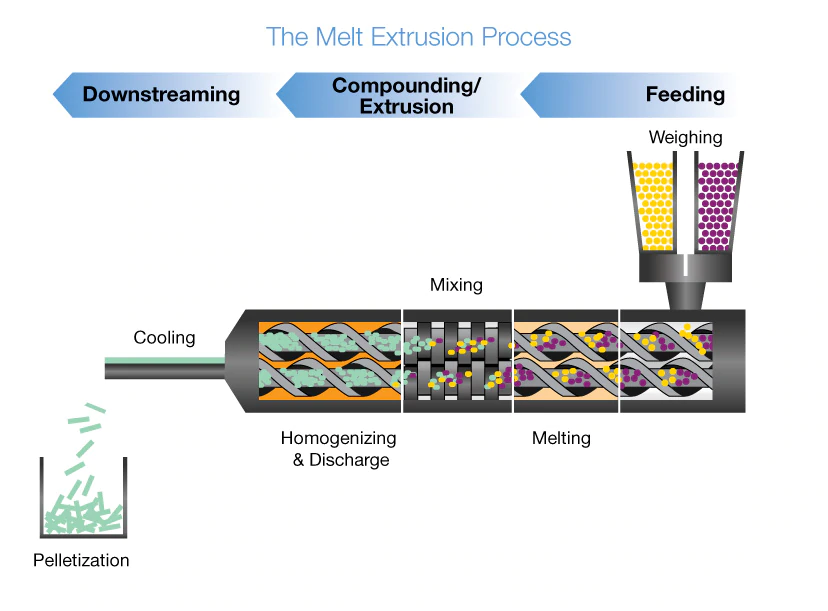 The Melt Extrusion Process
Downstreaming
Compounding/
Extrusion
Feeding
Weighing
Mixing
Cooling
Homogenizing
& Discharge
Melting
Pelletization